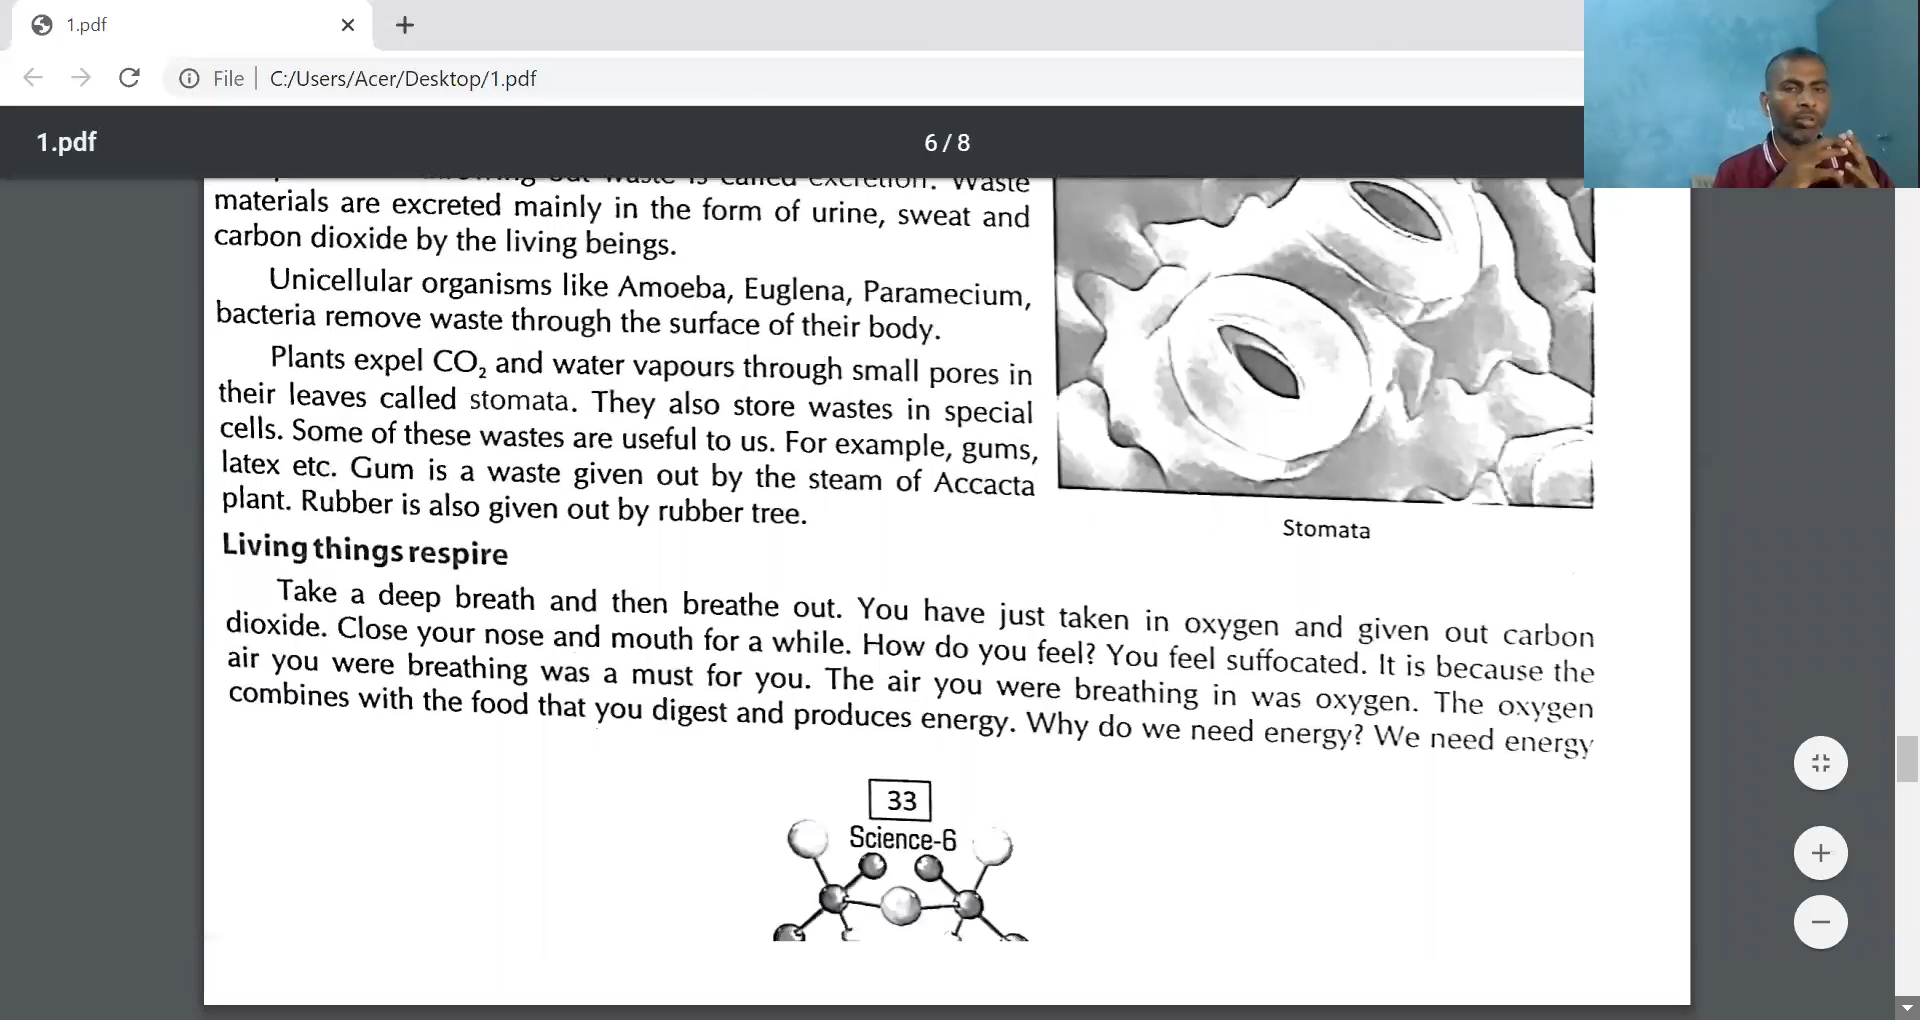 1.pdf
File
C:/Users/Acer/Desktop/1.pdf
1.pdf
6 / 8
waste is called excretion. Waste
materials are excreted mainly in the form of urine, sweat and
carbon dioxide by the living beings.
Unicellular organisms like Amoeba, Euglena, Paramecium,
bacteria remove waste through the surface of their body.
Plants expel CO₂ and water vapours through small pores in
their leaves called stomata. They also store wastes in special
cells. Some of these wastes are useful to us. For example, gums,
latex etc. Gum is a waste given out by the steam of Accacta
plant. Rubber is also given out by rubber tree.
Stomata
Living things respire
Take a deep breath and then breathe out. You have just taken in oxygen and given out carbon
dioxide. Close your nose and mouth for a while. How do you feel? You feel suffocated. It is because the
air you were breathing was a must for you. The air you were breathing in was oxygen. The oxygen
combines with the food that you digest and produces energy. Why do we need energy? We need energy
33
Science-6